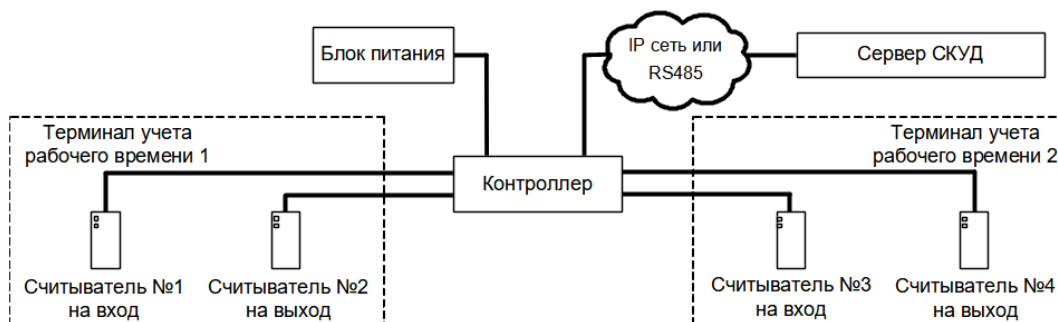 Блок питания
IP сеть или
RS485
Сервер СКУД
Терминал учета
рабочего времени 1
Терминал учета
рабочего времени 2
Контроллер
Считыватель №1
на вход
Считыватель №2
на выход
Считыватель №3
на вход
Считыватель №4
на выход